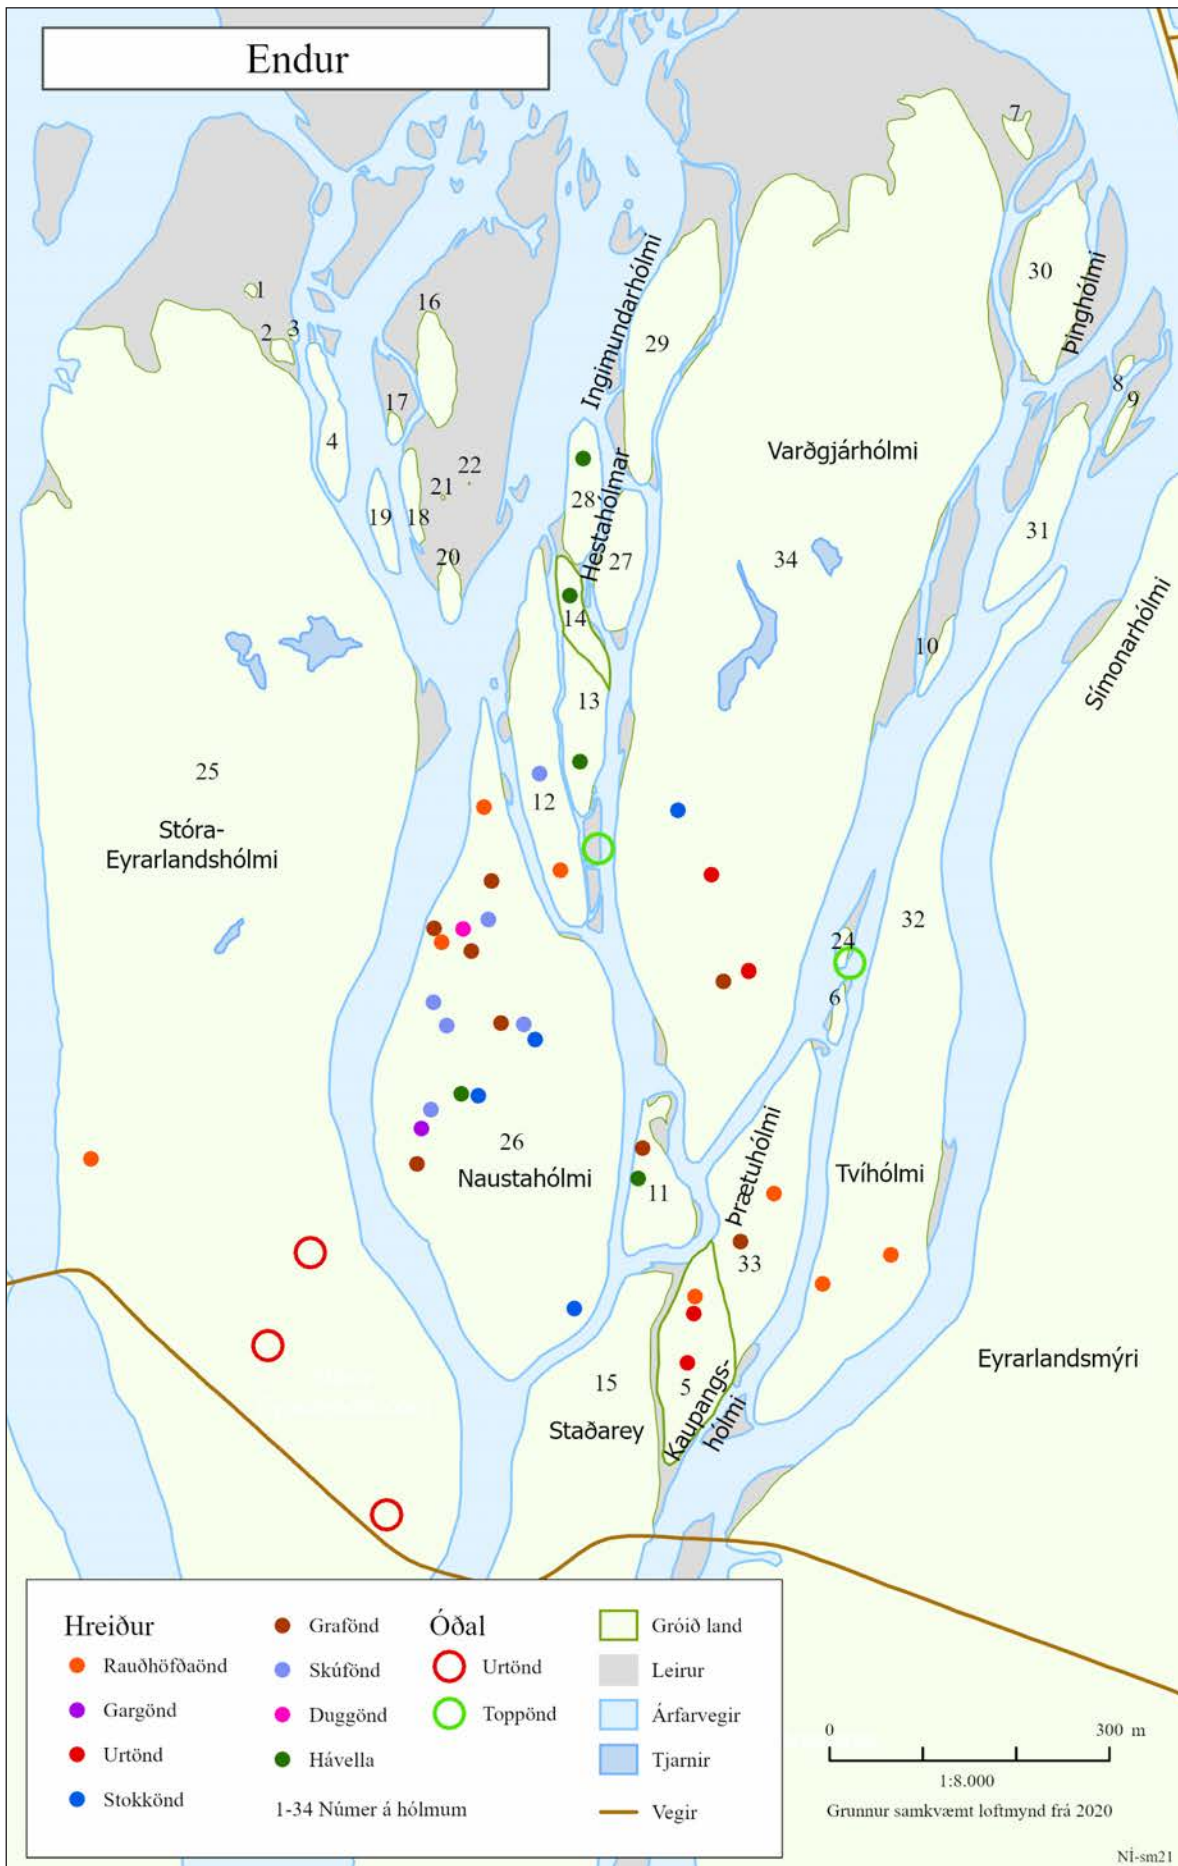 Endur
7
30
Þinghólmi
1
2
3
16
Ingimundarhólmi
29
8
9
17
4
Varðgjárhólmi
22
21
28
Hestahólmar
19
18
27
31
34
20
14
Símonarhólmi
10
13
25
12
Stóra-
Eyrarlandshólmi
32
24
6
26
Naustahólmi
11
Þrætuhólmi
Tvíhólmi
33
Eyrarlandsmýri
15
5
Kaupangs-
hólmi
Staðarey
Hreiður
Rauðhöfðaönd
Gargönd
Urtönd
Stokkönd
Grafönd
Skúfönd
Duggönd
Hávella
1-34 Númer á hólmum
Óðal
Urtönd
Toppönd
Gróið land
Leirur
Árfarvegir
Tjarnir
Vegir
0 300 m
1:8.000
Grunnur samkvæmt loftmynd frá 2020
NÍ-sm21